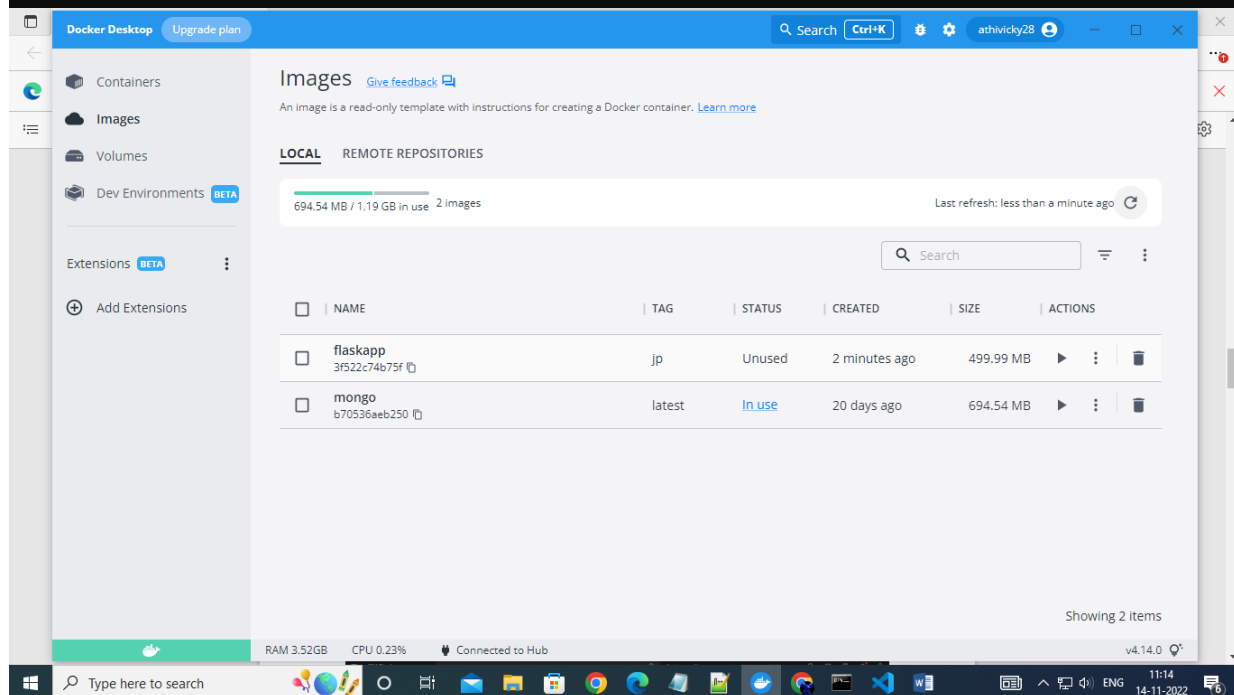 Docker Desktop Upgrade plan Search Ctrl+K athivicky28
Containers
Images
Volumes
Dev Environments BETA
Extensions BETA
Add Extensions
Images Give feedback
An image is a read-only template with instructions for creating a Docker container. Learn more
LOCAL REMOTE REPOSITORIES
694.54 MB / 1.19 GB in use 2 images Last refresh: less than a minute ago
Search
NAME TAG STATUS CREATED SIZE ACTIONS
flaskapp
3f522c74b75f
jp Unused 2 minutes ago 499.99 MB
mongo
b70536aeb250
latest In use 20 days ago 694.54 MB
Showing 2 items
RAM 3.52GB CPU 0.23% Connected to Hub v4.14.0
Type here to search ENG
11:14
14-11-2022
6